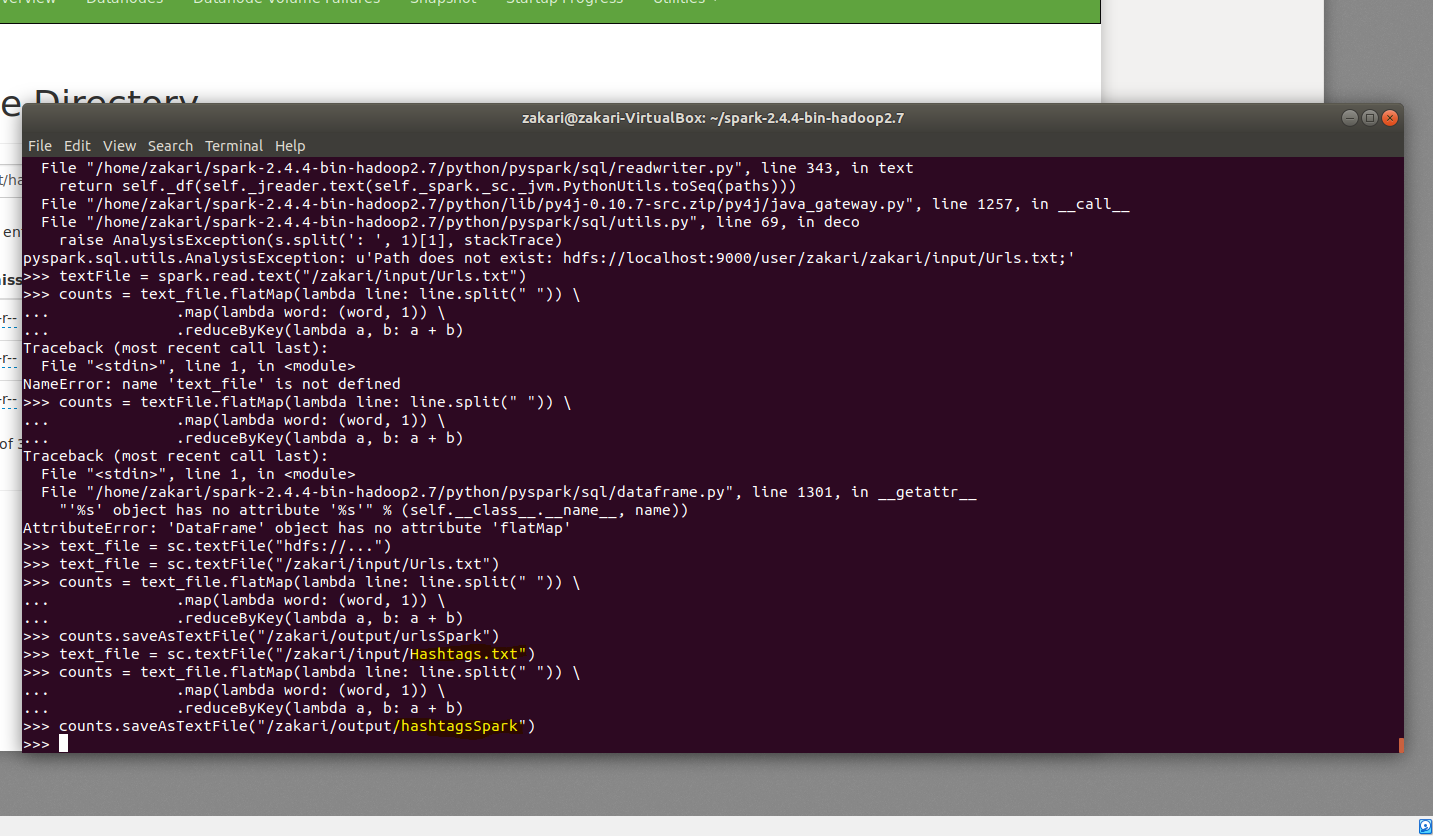 Datanodes Datanode Volume Failures Snapshot Startup Progress Utilities
e Directory
zakari@zakari-VirtualBox: ~/spark-2.4.4-bin-hadoop2.7
File Edit View Search Terminal Help
File "/home/zakari/spark-2.4.4-bin-hadoop2.7/python/pyspark/sql/readwriter.py", line 343, in text
return self._df(self._jreader.text(self._spark._sc._jvm.PythonUtils.toSeq(paths)))
File "/home/zakari/spark-2.4.4-bin-hadoop2.7/python/lib/py4j-0.10.7-src.zip/py4j/java_gateway.py", line 1257, in __call__
File "/home/zakari/spark-2.4.4-bin-hadoop2.7/python/pyspark/sql/utils.py", line 69, in deco
raise AnalysisException(s.split(': ', 1)[1], stackTrace)
pyspark.sql.utils.AnalysisException: u'Path does not exist: hdfs://localhost:9000/user/zakari/zakari/input/Urls.txt;'
>>> textFile = spark.read.text("/zakari/input/Urls.txt")
>>> counts = text_file.flatMap(lambda line: line.split(" ")) \
...              .map(lambda word: (word, 1)) \
...              .reduceByKey(lambda a, b: a + b)
Traceback (most recent call last):
File "<stdin>", line 1, in <module>
NameError: name 'text_file' is not defined
>>> counts = textFile.flatMap(lambda line: line.split(" ")) \
...              .map(lambda word: (word, 1)) \
...              .reduceByKey(lambda a, b: a + b)
Traceback (most recent call last):
File "<stdin>", line 1, in <module>
File "/home/zakari/spark-2.4.4-bin-hadoop2.7/python/pyspark/sql/dataframe.py", line 1301, in __getattr__
"'%s' object has no attribute '%s'" % (self.__class__.__name__, name))
AttributeError: 'DataFrame' object has no attribute 'flatMap'
>>> text_file = sc.textFile("hdfs://...")
>>> text_file = sc.textFile("/zakari/input/Urls.txt")
>>> counts = text_file.flatMap(lambda line: line.split(" ")) \
...              .map(lambda word: (word, 1)) \
...              .reduceByKey(lambda a, b: a + b)
>>> counts.saveAsTextFile("/zakari/output/urlsSpark")
>>> text_file = sc.textFile("/zakari/input/Hashtags.txt")
>>> counts = text_file.flatMap(lambda line: line.split(" ")) \
...              .map(lambda word: (word, 1)) \
...              .reduceByKey(lambda a, b: a + b)
>>> counts.saveAsTextFile("/zakari/output/hashtagsSpark")
>>>